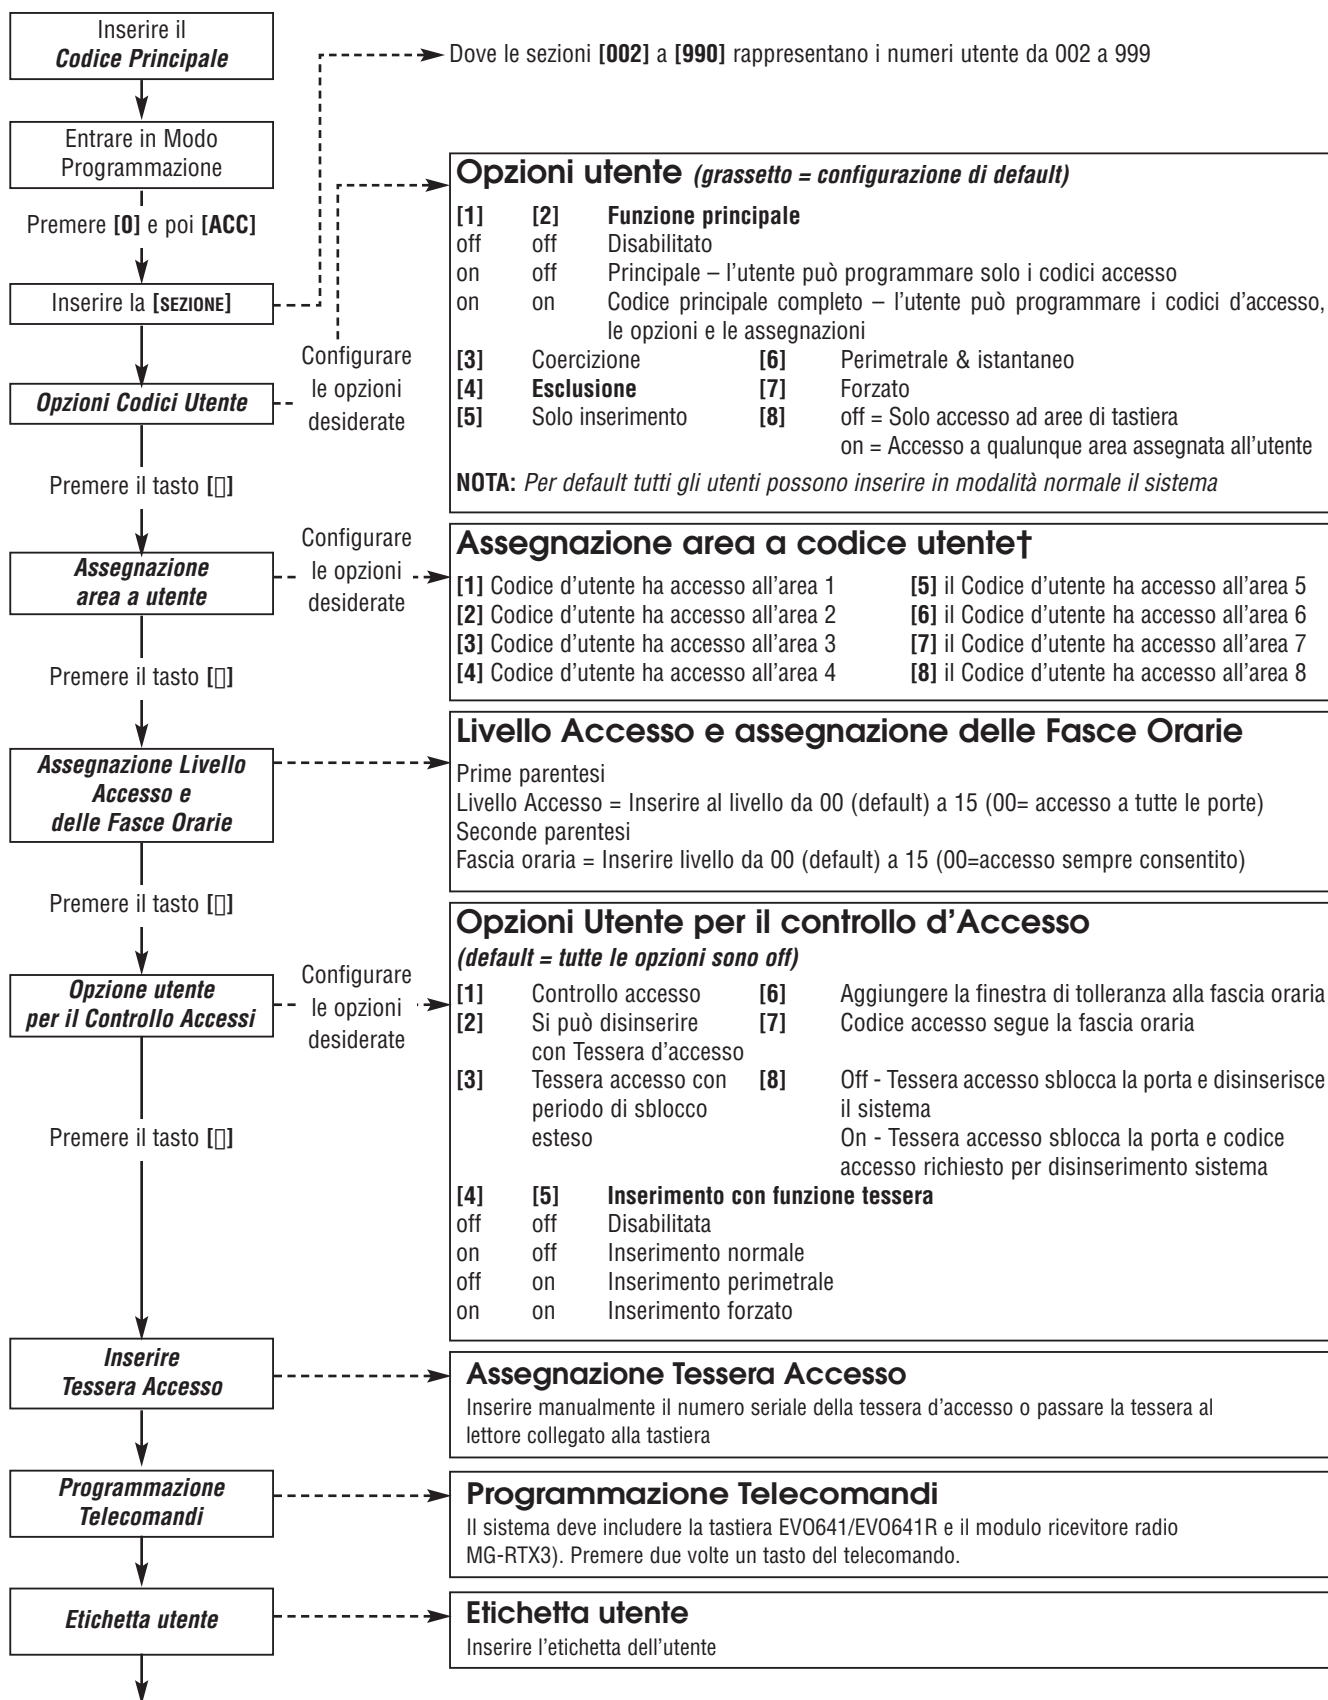 Inserire il
Codice Principale
Dove le sezioni [002] a [990] rappresentano i numeri utente da 002 a 999
Entrare in Modo
Programmazione
Premere [0] e poi [ACC]
Inserire la [SEZIONE]
Opzioni utente (grassetto = configurazione di default)
[1] [2] Funzione principale
off off Disabilitato
on off Principale – l'utente può programmare solo i codici accesso
on on Codice principale completo – l'utente può programmare i codici d'accesso,
le opzioni e le assegnazioni
[3] Coercizione [6] Perimetrale & istantaneo
[4] Esclusione [7] Forzato
[5] Solo inserimento [8] off = Solo accesso ad aree di tastiera
on = Accesso a qualunque area assegnata all'utente
NOTA: Per default tutti gli utenti possono inserire in modalità normale il sistema
Configurare
le opzioni
desiderate
Opzioni Codici Utente
Premere il tasto [▯]
Assegnazione
area a utente
Configurare
le opzioni
desiderate
Assegnazione area a codice utente†
[1] Codice d'utente ha accesso all'area 1 [5] il Codice d'utente ha accesso all'area 5
[2] Codice d'utente ha accesso all'area 2 [6] il Codice d'utente ha accesso all'area 6
[3] Codice d'utente ha accesso all'area 3 [7] il Codice d'utente ha accesso all'area 7
[4] Codice d'utente ha accesso all'area 4 [8] il Codice d'utente ha accesso all'area 8
Premere il tasto [▯]
Assegnazione Livello
Accesso e
delle Fasce Orarie
Livello Accesso e assegnazione delle Fasce Orarie
Prime parentesi
Livello Accesso = Inserire al livello da 00 (default) a 15 (00= accesso a tutte le porte)
Seconde parentesi
Fascia oraria = Inserire livello da 00 (default) a 15 (00=accesso sempre consentito)
Premere il tasto [▯]
Opzione utente
per il Controllo Accessi
Configurare
le opzioni
desiderate
Opzioni Utente per il controllo d'Accesso
(default = tutte le opzioni sono off)
[1] Controllo accesso [6] Aggiungere la finestra di tolleranza alla fascia oraria
[2] Si può disinserire [7] Codice accesso segue la fascia oraria
con Tessera d'accesso
[3] Tessera accesso con [8] Off - Tessera accesso sblocca la porta e disinserisce
periodo di sblocco il sistema
esteso On - Tessera accesso sblocca la porta e codice
accesso richiesto per disinserimento sistema
[4] [5] Inserimento con funzione tessera
off off Disabilitata
on off Inserimento normale
off on Inserimento perimetrale
on on Inserimento forzato
Premere il tasto [▯]
Inserire
Tessera Accesso
Assegnazione Tessera Accesso
Inserire manualmente il numero seriale della tessera d'accesso o passare la tessera al
lettore collegato alla tastiera
Programmazione
Telecomandi
Programmazione Telecomandi
Il sistema deve includere la tastiera EVO641/EVO641R e il modulo ricevitore radio
MG-RTX3). Premere due volte un tasto del telecomando.
Etichetta utente
Etichetta utente
Inserire l'etichetta dell'utente